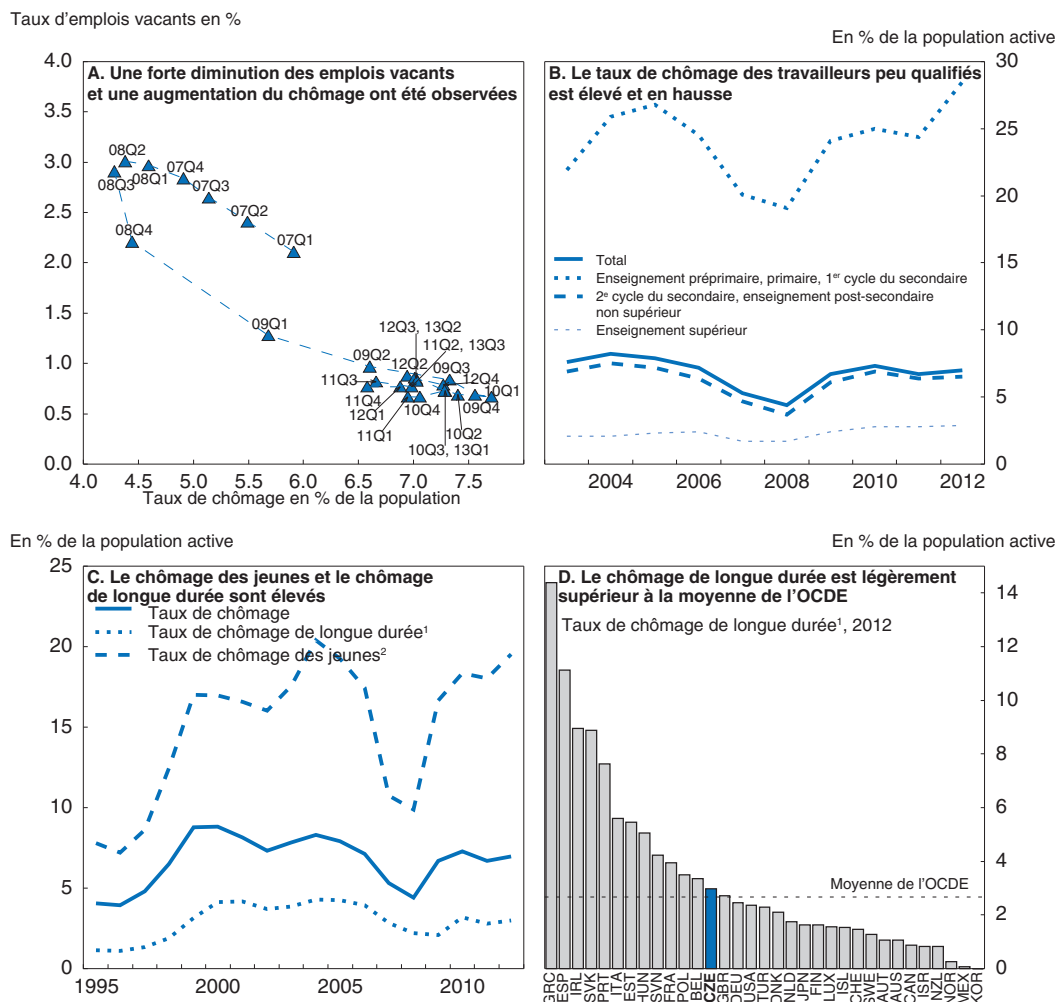 Taux d'emplois vacants en %
A. Une forte diminution des emplois vacants
et une augmentation du chômage ont été observées
4.0
3.5
3.0
2.5
2.0
1.5
1.0
0.5
0.0
08Q2
08Q3
08Q1
07Q4
07Q3
07Q2
07Q1
08Q4
09Q1
12Q3, 13Q2
11Q2, 13Q3
09Q2
12Q2
09Q3
11Q3
12Q4
10Q1
11Q4
12Q1
10Q4
09Q4
11Q1
10Q2
10Q3, 13Q1
4.0 4.5 5.0 5.5 6.0 6.5 7.0 7.5
Taux de chômage en % de la population
En % de la population active
B. Le taux de chômage des travailleurs peu qualifiés
est élevé et en hausse
30
25
20
15
10
5
0
Total
Enseignement préprimaire, primaire, 1er cycle du secondaire
2e cycle du secondaire, enseignement post-secondaire
non supérieur
Enseignement supérieur
2004 2006 2008 2010 2012
En % de la population active
C. Le chômage des jeunes et le chômage
de longue durée sont élevés
25
20
15
10
5
0
Taux de chômage
Taux de chômage de longue durée1
Taux de chômage des jeunes2
1995 2000 2005 2010
En % de la population active
D. Le chômage de longue durée est légèrement
supérieur à la moyenne de l'OCDE
Taux de chômage de longue durée1, 2012
14
12
10
8
6
4
2
0
Moyenne de l'OCDE
GRC
ESP
IRL
SVK
PRT
ITA
EST
HUN
SVN
FRA
POL
BEL
CZE
GBR
DEU
USA
TUR
DNK
NLD
JPN
FIN
LUX
ISL
CHE
SWE
AUT
AUS
CAN
ISR
NZL
NOR
MEX
KOR